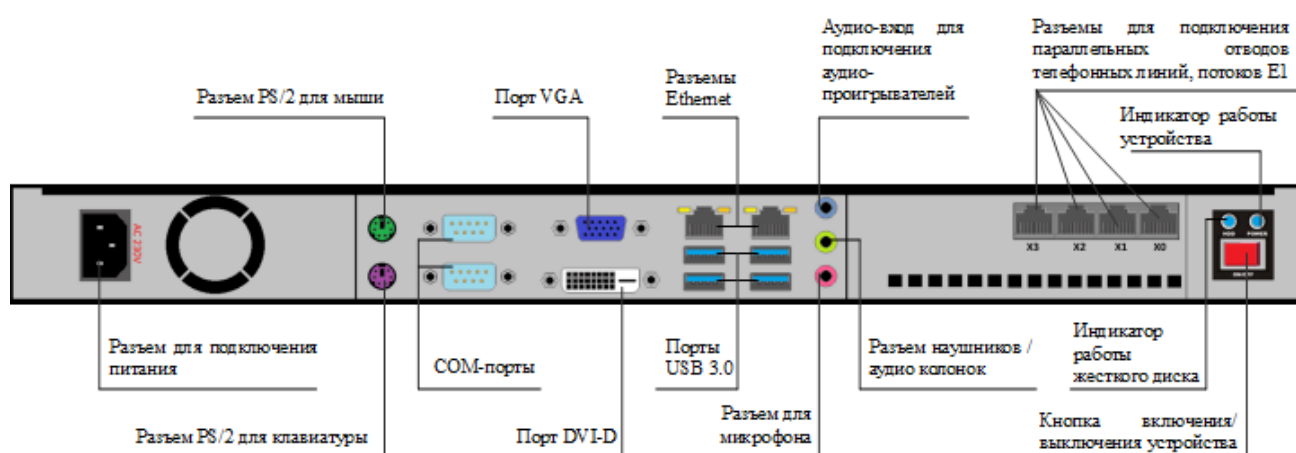 Аудио-вход для
подключения
аудио-
проигрывателей
Разъемы для подключения
параллельных отводов
телефонных линий, потоков E1
Разъемы
Ethernet
Разъем PS/2 для мыши
Порт VGA
Индикатор работы
устройства
AC 230V
X3 X2 X1 X0
HDD POWER
ON/OFF
Разъем для подключения
питания
COM-порты
Порты
USB 3.0
Разъем наушников /
аудио колонок
Индикатор
работы
жесткого диска
Разъем PS/2 для клавиатуры
Порт DVI-D
Разъем для
микрофона
Кнопка включения/
выключения устройства